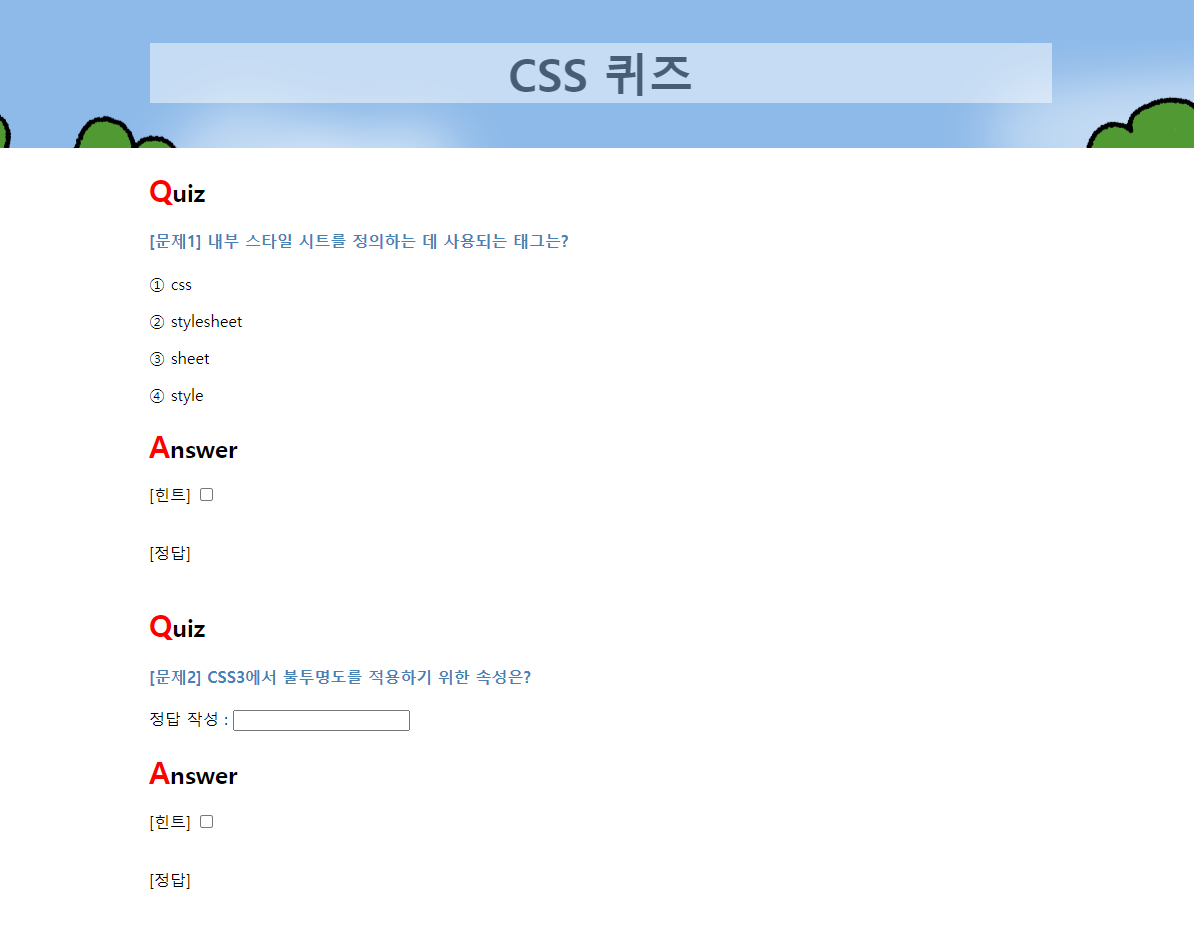 CSS 퀴즈
Quiz
[문제1] 내부 스타일 시트를 정의하는 데 사용되는 태그는?
① css
② stylesheet
③ sheet
④ style
Answer
[힌트]
[정답]
Quiz
[문제2] CSS3에서 불투명도를 적용하기 위한 속성은?
정답 작성 :
Answer
[힌트]
[정답]